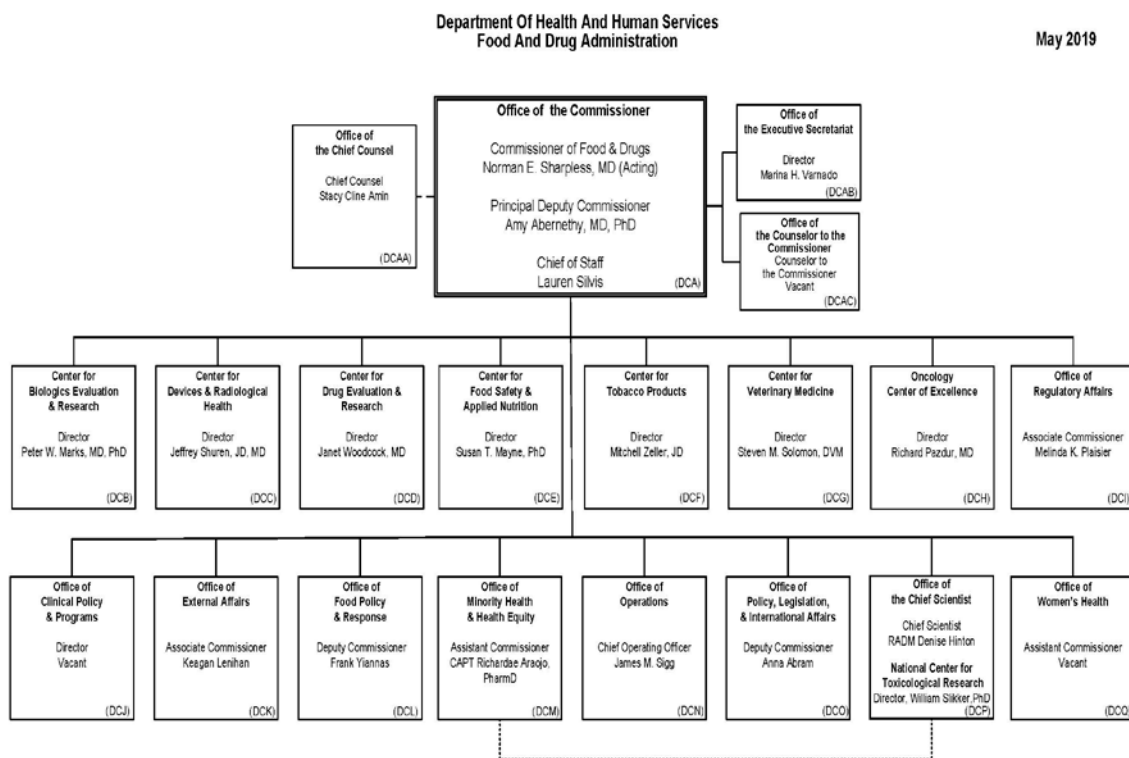 Department Of Health And Human Services
Food And Drug Administration
May 2019
Office of the Commissioner
Commissioner of Food & Drugs
Norman E. Sharpless, MD (Acting)
Principal Deputy Commissioner
Amy Abernethy, MD, PhD
Chief of Staff
Lauren Silvis
(DCA)
Office of
the Chief Counsel
Chief Counsel
Stacy Cline Amin
(DCAA)
Office of
the Executive Secretariat
Director
Marina H. Varnado
(DCAB)
Office of
the Counselor to the
Commissioner
Counselor to
the Commissioner
Vacant
(DCAC)
Center for
Biologics Evaluation
& Research
Director
Peter W. Marks, MD, PhD
(DCB)
Center for
Devices & Radiological
Health
Director
Jeffrey Shuren, JD, MD
(DCC)
Center for
Drug Evaluation &
Research
Director
Janet Woodcock, MD
(DCD)
Center for
Food Safety &
Applied Nutrition
Director
Susan T. Mayne, PhD
(DCE)
Center for
Tobacco Products
Director
Mitchell Zeller, JD
(DCF)
Center for
Veterinary Medicine
Director
Steven M. Solomon, DVM
(DCG)
Oncology
Center of Excellence
Director
Richard Pazdur, MD
(DCH)
Office of
Regulatory Affairs
Associate Commissioner
Melinda K. Plaisier
(DCI)
Office of
Clinical Policy
& Programs
Director
Vacant
(DCJ)
Office of
External Affairs
Associate Commissioner
Keagan Lenihan
(DCK)
Office of
Food Policy
& Response
Deputy Commissioner
Frank Yiannas
(DCL)
Office of
Minority Health
& Health Equity
Assistant Commissioner
CAPT Richardae Araojo,
PharmD
(DCM)
Office of
Operations
Chief Operating Officer
James M. Sigg
(DCN)
Office of
Policy, Legislation,
& International Affairs
Deputy Commissioner
Anna Abram
(DCO)
Office of
the Chief Scientist
Chief Scientist
RADM Denise Hinton
National Center for
Toxicological Research
Director, William Slikker,PhD
(DCP)
Office of
Women's Health
Assistant Commissioner
Vacant
(DCQ)